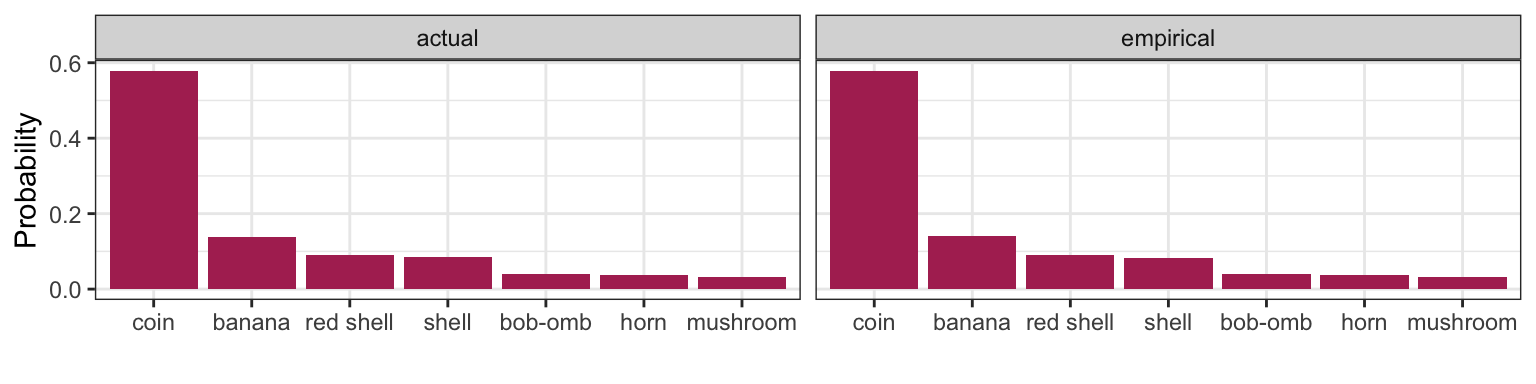 actual
empirical
Probability
0.6
0.4
0.2
0.0
coin banana red shell shell bob-omb horn mushroom
coin banana red shell shell bob-omb horn mushroom